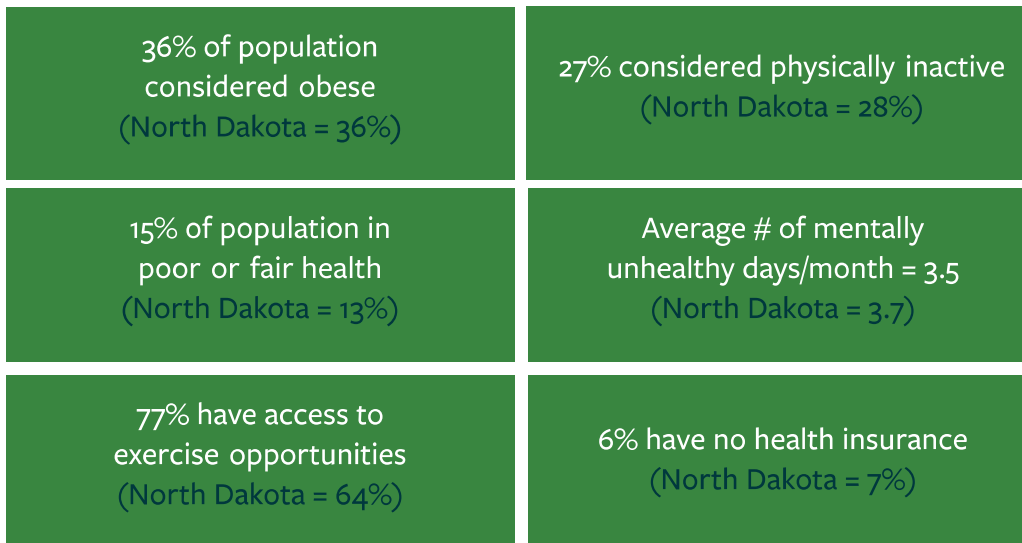 36% of population
considered obese
(North Dakota = 36%)
27% considered physically inactive
(North Dakota = 28%)
15% of population in
poor or fair health
(North Dakota = 13%)
Average # of mentally
unhealthy days/month = 3.5
(North Dakota = 3.7)
77% have access to
exercise opportunities
(North Dakota = 64%)
6% have no health insurance
(North Dakota = 7%)